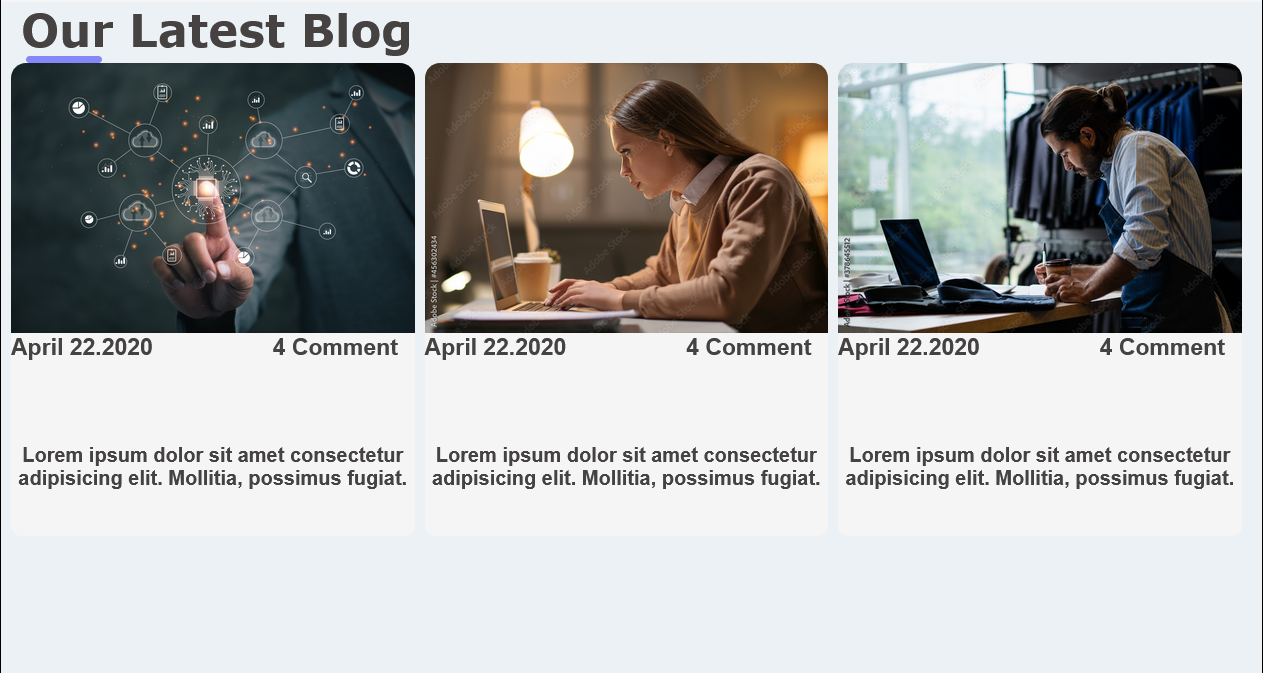 Our Latest Blog
Adobe Stock | #456302434
Adobe Stock | #378645512
April 22.2020 4 Comment
April 22.2020 4 Comment
April 22.2020 4 Comment
Lorem ipsum dolor sit amet consectetur
adipisicing elit. Mollitia, possimus fugiat.
Lorem ipsum dolor sit amet consectetur
adipisicing elit. Mollitia, possimus fugiat.
Lorem ipsum dolor sit amet consectetur
adipisicing elit. Mollitia, possimus fugiat.